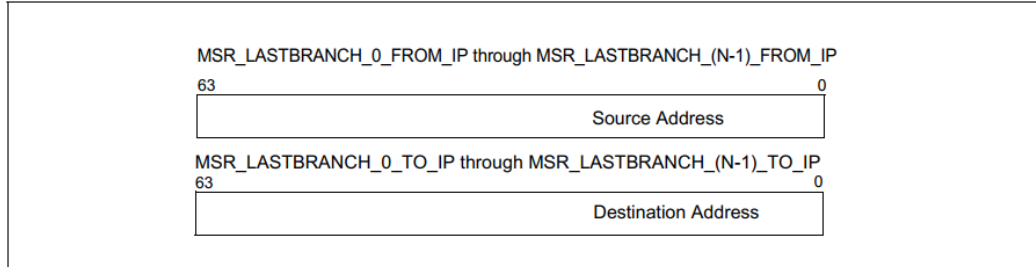 MSR_LASTBRANCH_0_FROM_IP through MSR_LASTBRANCH_(N-1)_FROM_IP
63 0
Source Address
MSR_LASTBRANCH_0_TO_IP through MSR_LASTBRANCH_(N-1)_TO_IP
63 0
Destination Address